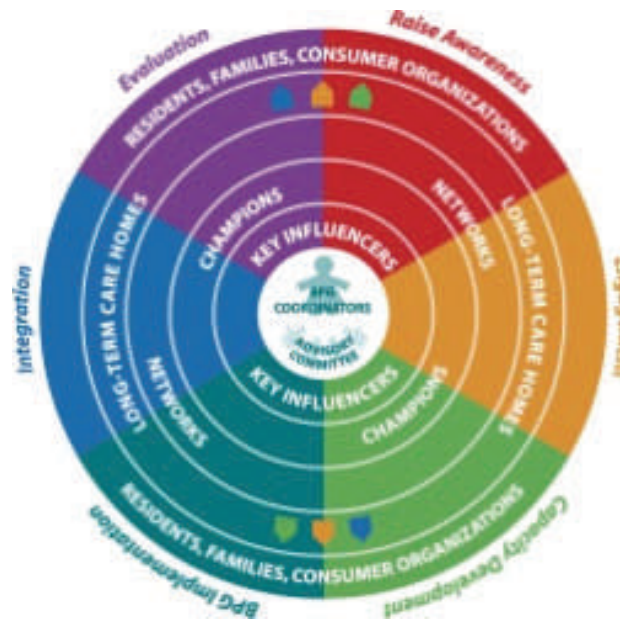 Evaluation
Raise Awareness
RESIDENTS, FAMILIES, CONSUMER ORGANIZATIONS
CHAMPIONS
NETWORKS
KEY INFLUENCERS
LONG-TERM CARE HOMES
LONG-TERM CARE HOMES
Integration
BPG
COORDINATORS
ADVISORY
COMMITTEE
KEY INFLUENCERS
NETWORKS
CHAMPIONS
RESIDENTS, FAMILIES, CONSUMER ORGANIZATIONS
BPG Implementation
Capacity Development